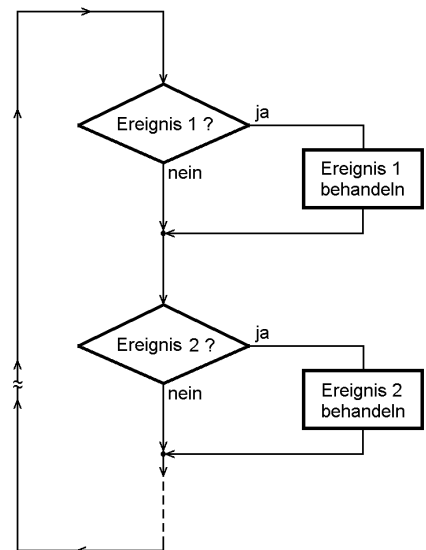 Ereignis 1 ?
ja
Ereignis 1
behandeln
nein
Ereignis 2 ?
ja
Ereignis 2
behandeln
nein